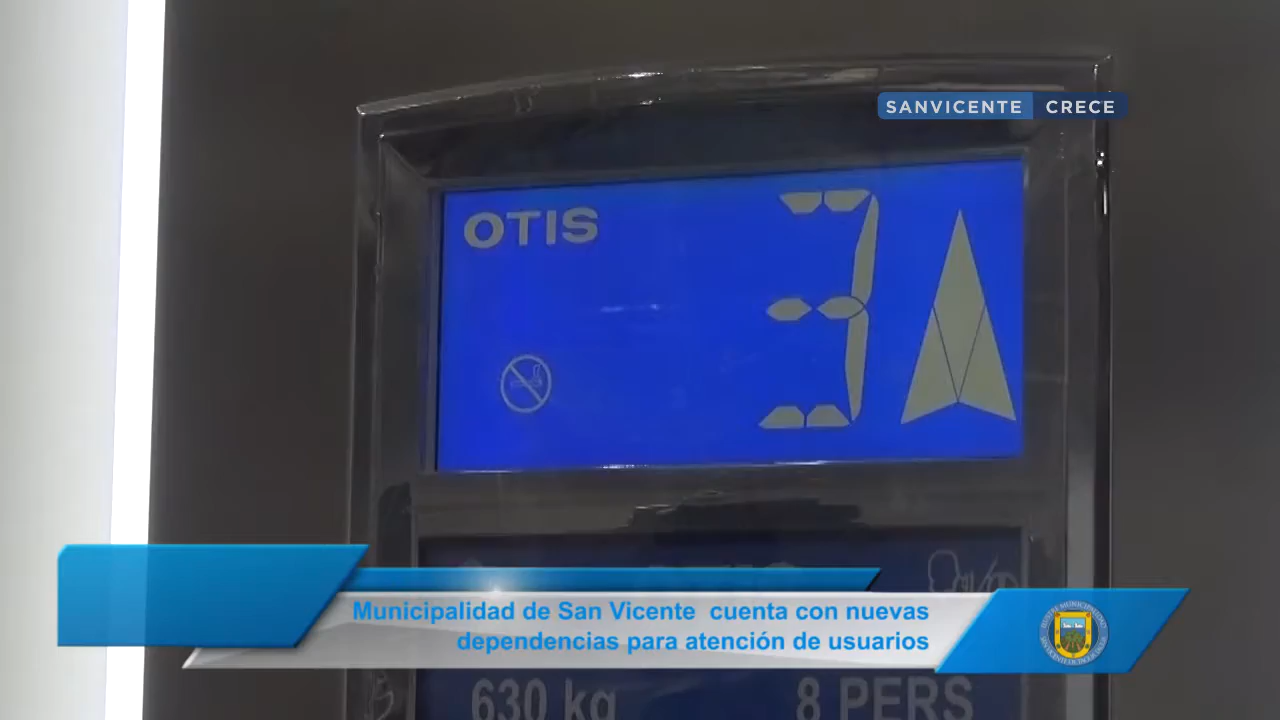 SANVICENTE CRECE
OTIS
3
Municipalidad de San Vicente cuenta con nuevas
dependencias para atención de usuarios
630 kg
8 PERS